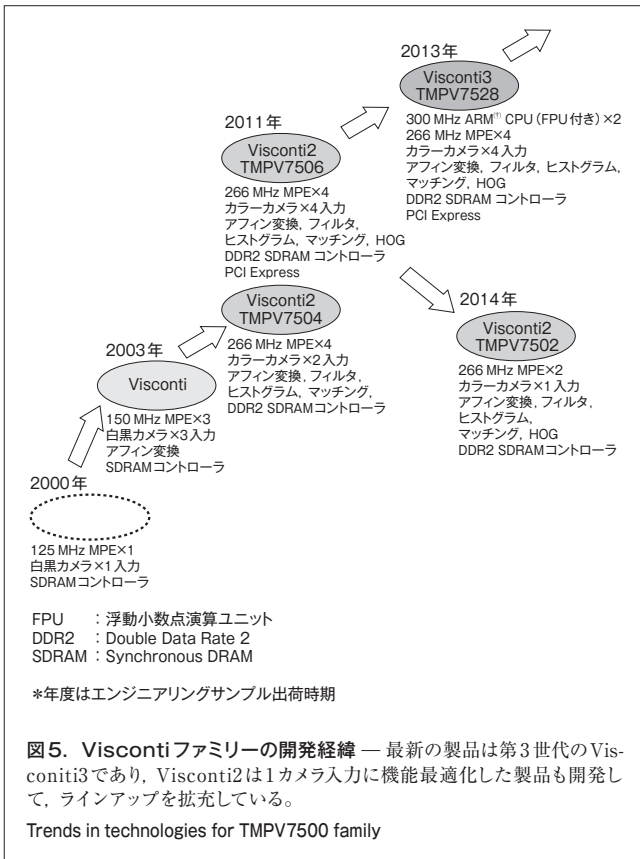 2013年
Visconti3
TMPV7528
300 MHz ARM(†) CPU(FPU付き)×2
266 MHz MPE×4
カラーカメラ×4入力
アフィン変換, フィルタ, ヒストグラム,
マッチング, HOG
DDR2 SDRAM コントローラ
PCI Express
2011年
Visconti2
TMPV7506
266 MHz MPE×4
カラーカメラ×4入力
アフィン変換, フィルタ,
ヒストグラム, マッチング, HOG
DDR2 SDRAM コントローラ
PCI Express
Visconti2
TMPV7504
266 MHz MPE×4
カラーカメラ×2入力
アフィン変換, フィルタ,
ヒストグラム, マッチング,
DDR2 SDRAMコントローラ
2014年
Visconti2
TMPV7502
266 MHz MPE×2
カラーカメラ×1入力
アフィン変換, フィルタ,
ヒストグラム,
マッチング, HOG
DDR2 SDRAMコントローラ
2003年
Visconti
150 MHz MPE×3
白黒カメラ×3入力
アフィン変換
SDRAMコントローラ
2000年
125 MHz MPE×1
白黒カメラ×1入力
SDRAMコントローラ
FPU :浮動小数点演算ユニット
DDR2 :Double Data Rate 2
SDRAM:Synchronous DRAM
*年度はエンジニアリングサンプル出荷時期
図5. Viscontiファミリーの開発経緯 — 最新の製品は第3世代のVis-
coniti3であり, Visconti2は1カメラ入力に機能最適化した製品も開発し
て, ラインアップを拡充している。
Trends in technologies for TMPV7500 family